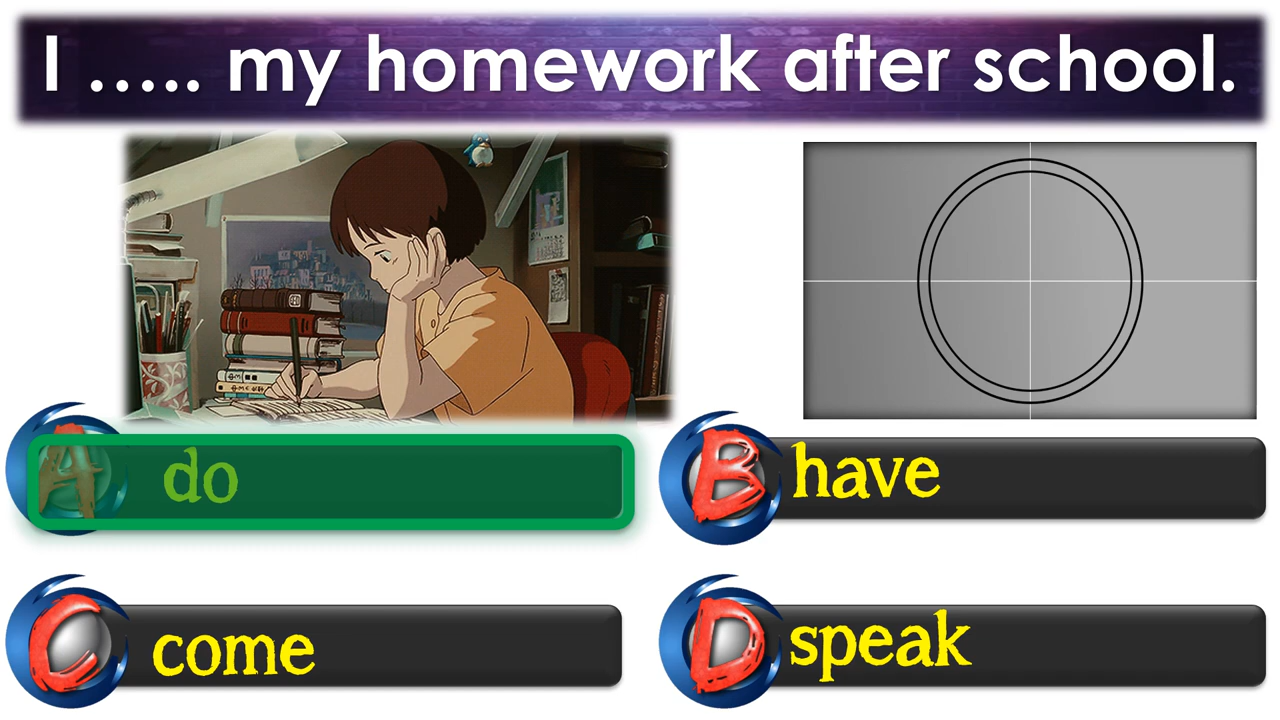 I ..... my homework after school.
A do
B have
C come
D speak